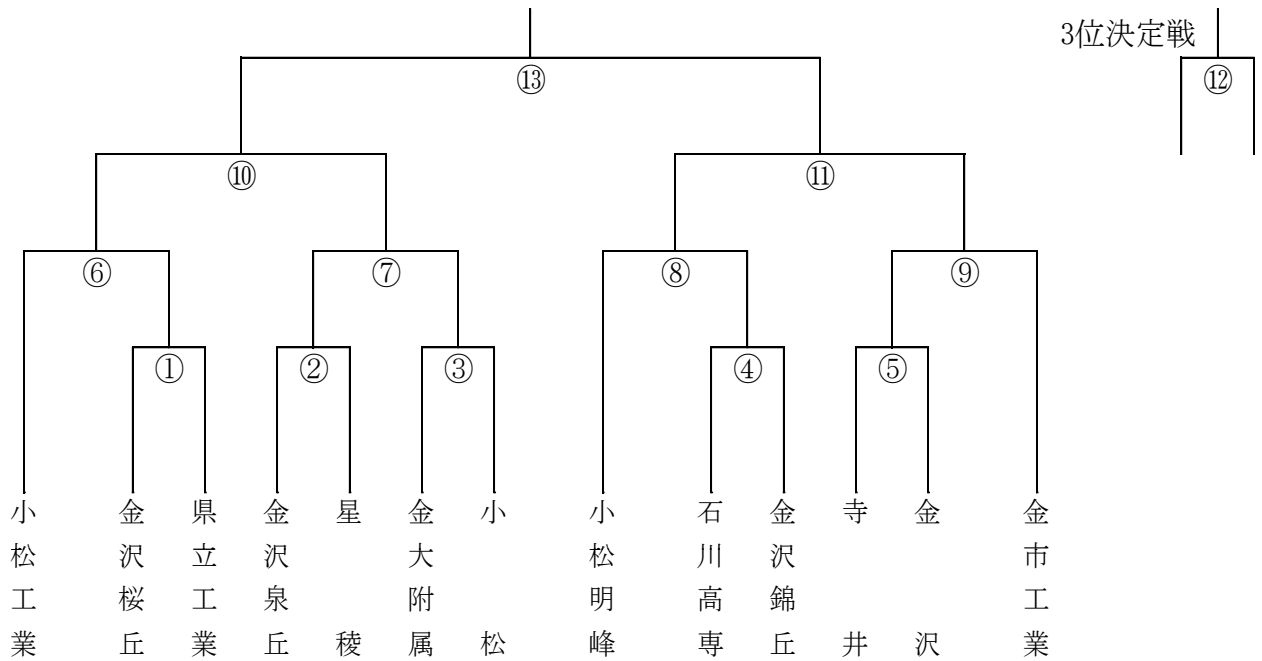 3位決定戦
⑬
⑫
⑩
⑪
⑥
⑦
⑧
⑨
①
②
③
④
⑤
小松工業
金沢桜丘
県立工業
金沢泉丘
星稜
金大附属
小松
小松明峰
石川高専
金沢錦丘
寺井
金沢
金市工業